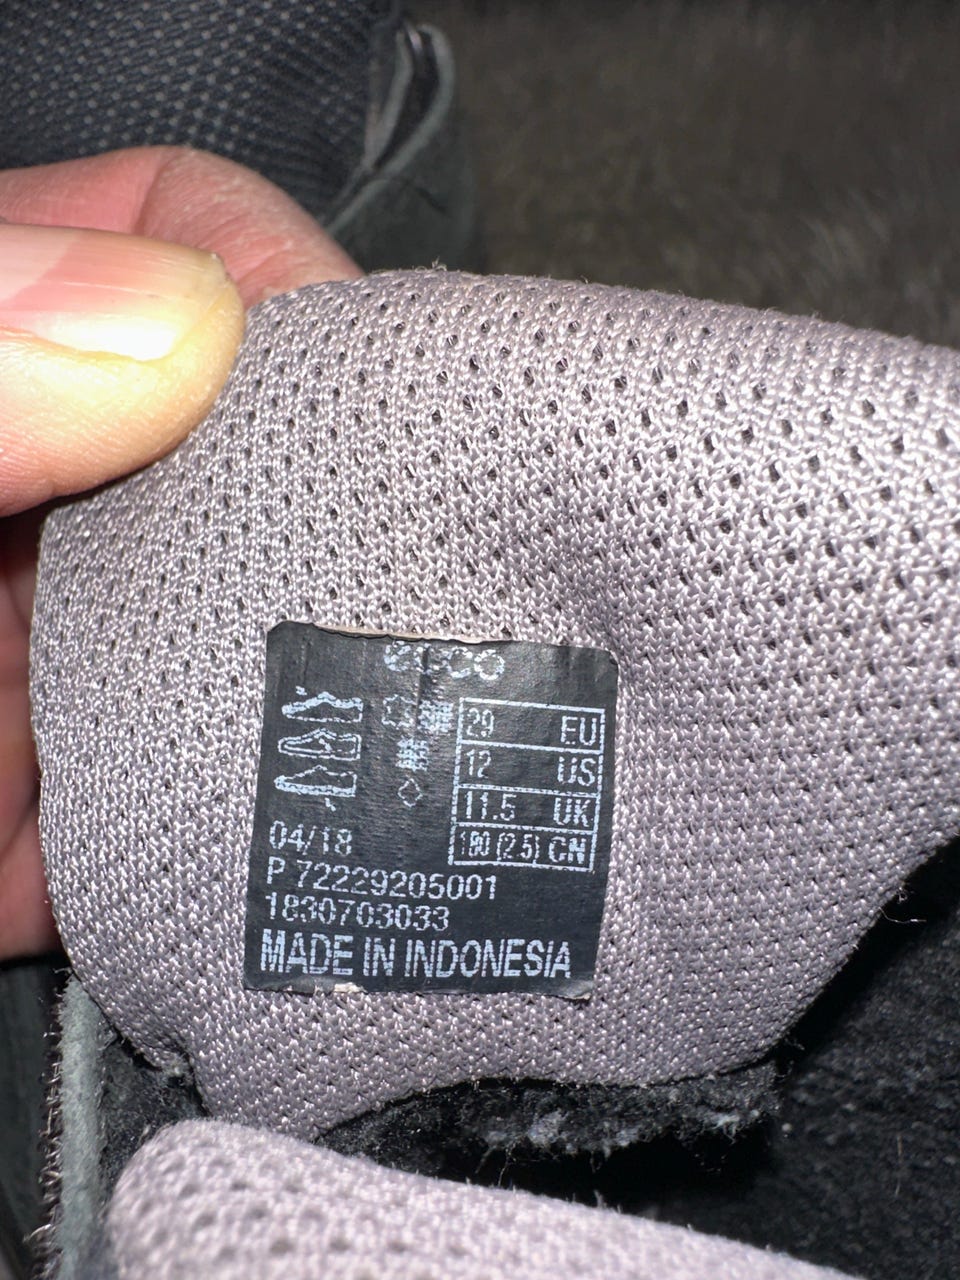 ecco
29 EU
12 US
11.5 UK
180 (2.5) CN
04/18
P 72229205001
1830703033
MADE IN INDONESIA